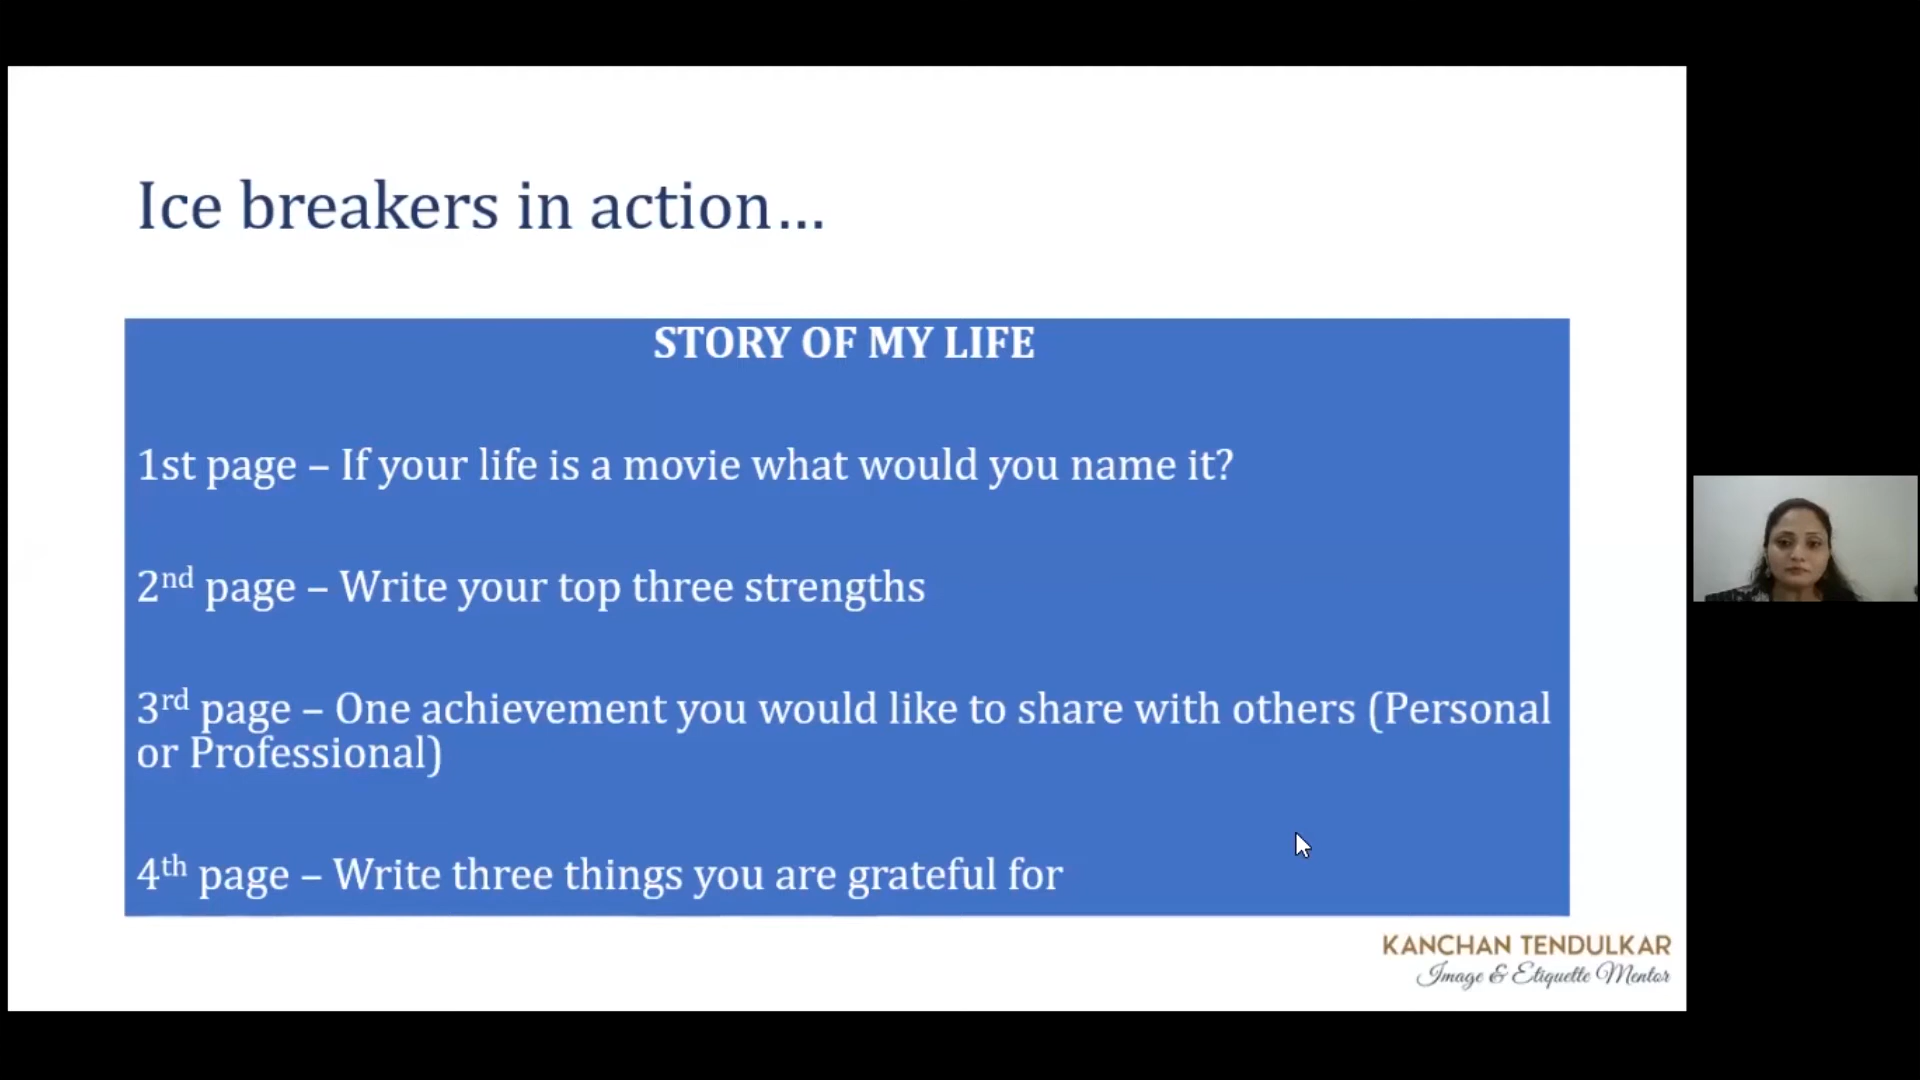 Ice breakers in action...
STORY OF MY LIFE
1st page – If your life is a movie what would you name it?
2nd page – Write your top three strengths
3rd page – One achievement you would like to share with others (Personal
or Professional)
4th page – Write three things you are grateful for
KANCHAN TENDULKAR
Image & Etiquette Mentor